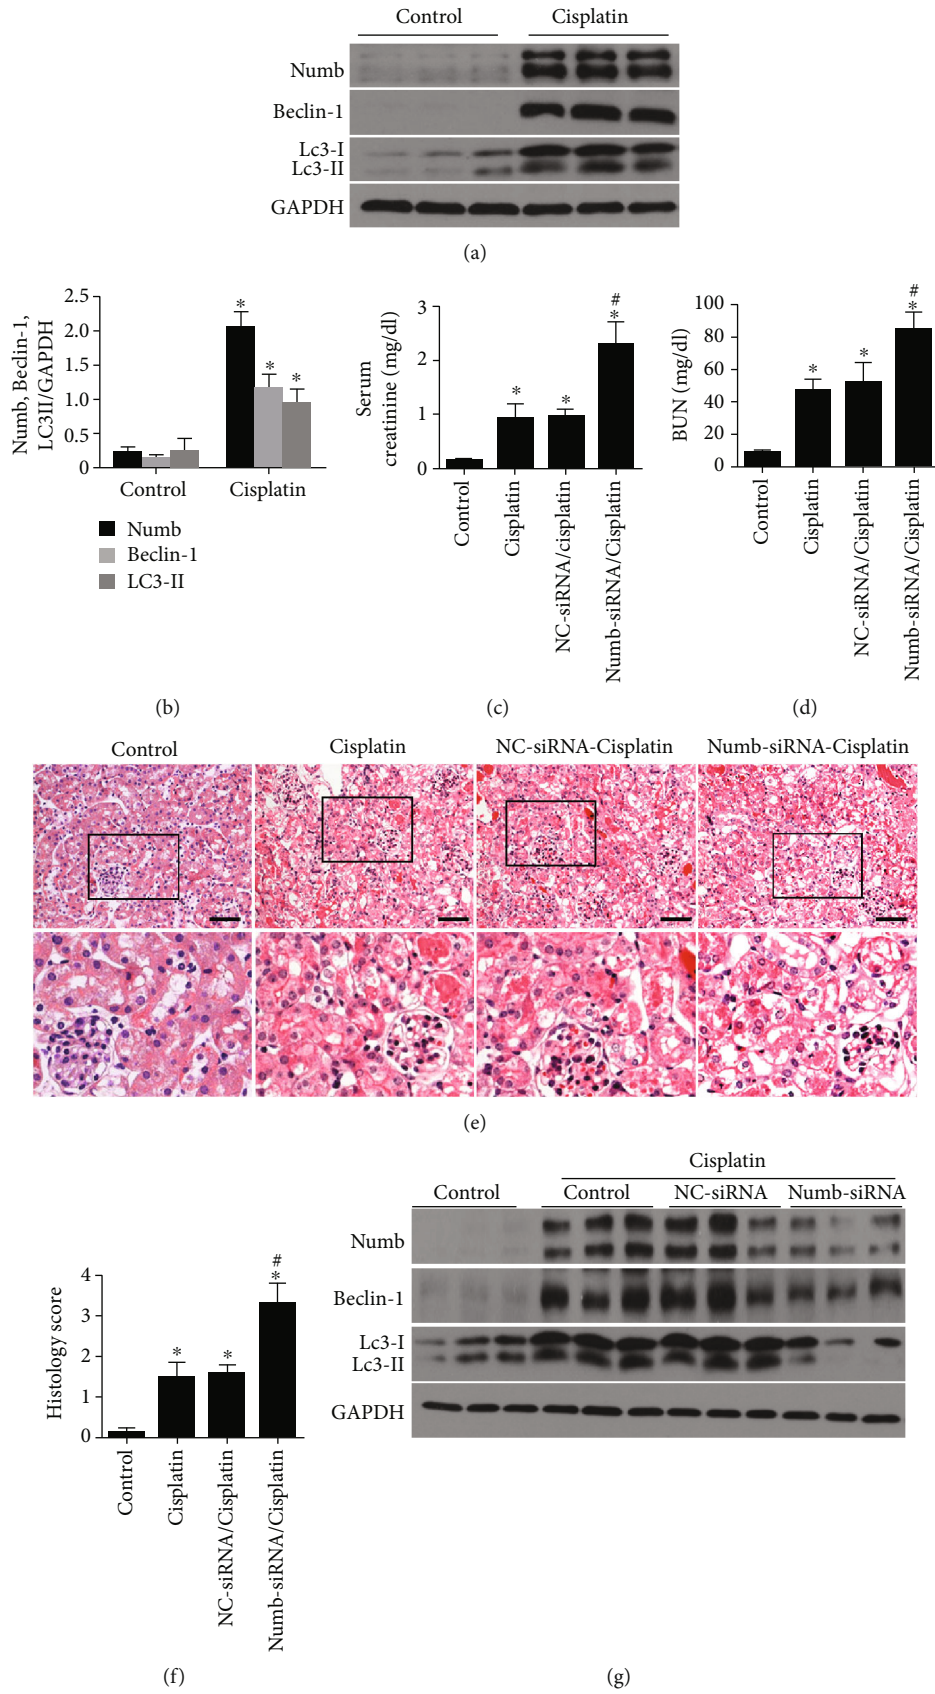 Control Cisplatin
Numb
Beclin-1
Lc3-I
Lc3-II
GAPDH
(a)
Numb, Beclin-1,
LC3II/GAPDH
2.5
2.0
1.5
1.0
0.5
0
*
*
*
Control Cisplatin
Numb
Beclin-1
LC3-II
(b)
Serum
creatinine (mg/dl)
3
2
1
0
*
*
#
*
Control
Cisplatin
NC-siRNA/cisplatin
Numb-siRNA/Cisplatin
(c)
BUN (mg/dl)
100
80
60
40
20
0
*
*
#
*
Control
Cisplatin
NC-siRNA/Cisplatin
Numb-siRNA/Cisplatin
(d)
Control Cisplatin NC-siRNA-Cisplatin Numb-siRNA-Cisplatin
(e)
Histology score
4
3
2
1
0
*
*
#
*
Control
Cisplatin
NC-siRNA/Cisplatin
Numb-siRNA/Cisplatin
(f)
Cisplatin
Control Control NC-siRNA Numb-siRNA
Numb
Beclin-1
Lc3-I
Lc3-II
GAPDH
(g)